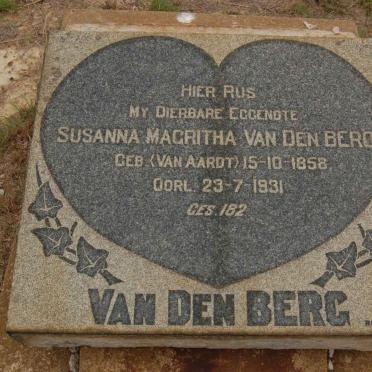 HIER RUS
MY DIERBARE EGGENOTE
SUSANNA MAGRITHA VAN DEN BERG
GEB. (VAN AARDT) 15-10-1858
OORL. 23-7-1931
GES. 182
VAN DEN BERG